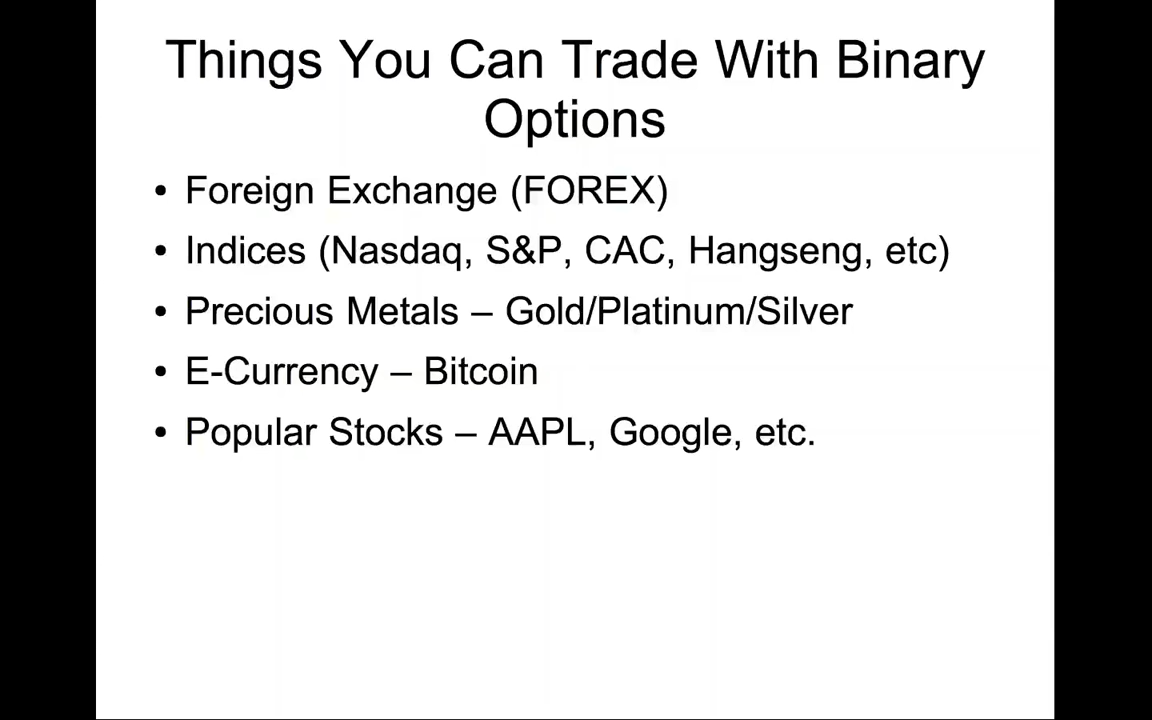 Things You Can Trade With Binary
Options
• Foreign Exchange (FOREX)
• Indices (Nasdaq, S&P, CAC, Hangseng, etc)
• Precious Metals – Gold/Platinum/Silver
• E-Currency – Bitcoin
• Popular Stocks – AAPL, Google, etc.